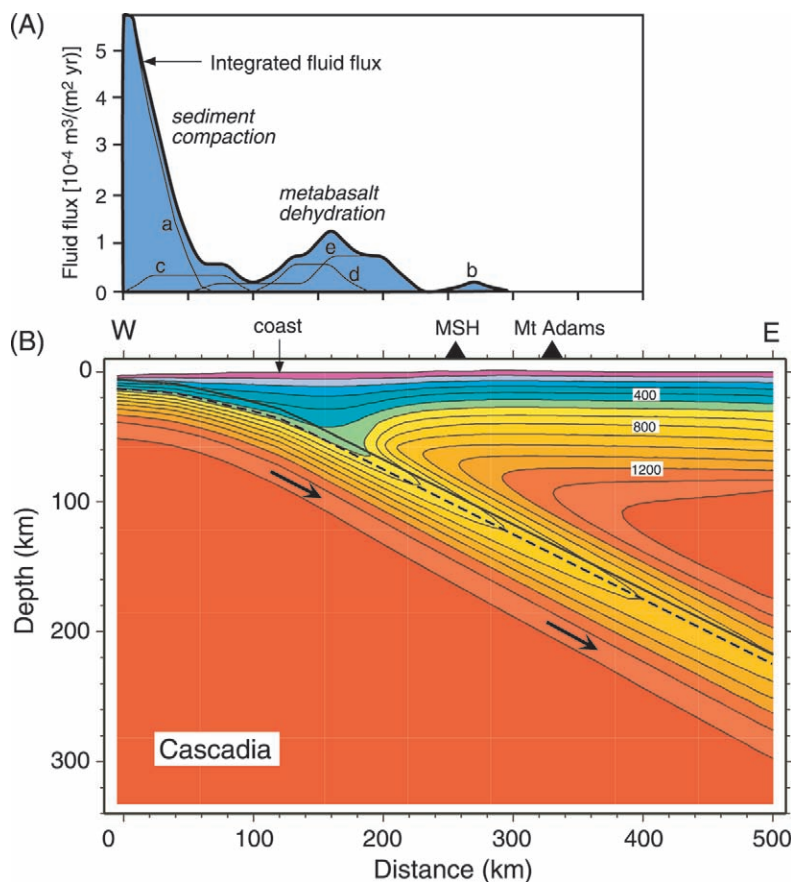 (A)
5
4
3
2
1
0
Fluid flux [10-4 m3/(m2 yr)]
Integrated fluid flux
sediment
compaction
metabasalt
dehydration
a
c
e
d
b
W
coast
MSH
Mt Adams
E
(B)
0
100
200
300
Depth (km)
400
800
1200
Cascadia
0
100
200
300
400
500
Distance (km)